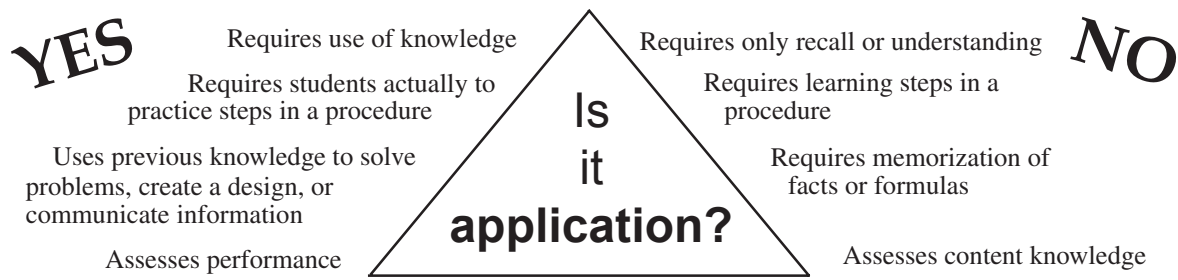 YES
Requires use of knowledge
Requires students actually to
practice steps in a procedure
Uses previous knowledge to solve
problems, create a design, or
communicate information
Assesses performance
Is
it
application?
NO
Requires only recall or understanding
Requires learning steps in a
procedure
Requires memorization of
facts or formulas
Assesses content knowledge